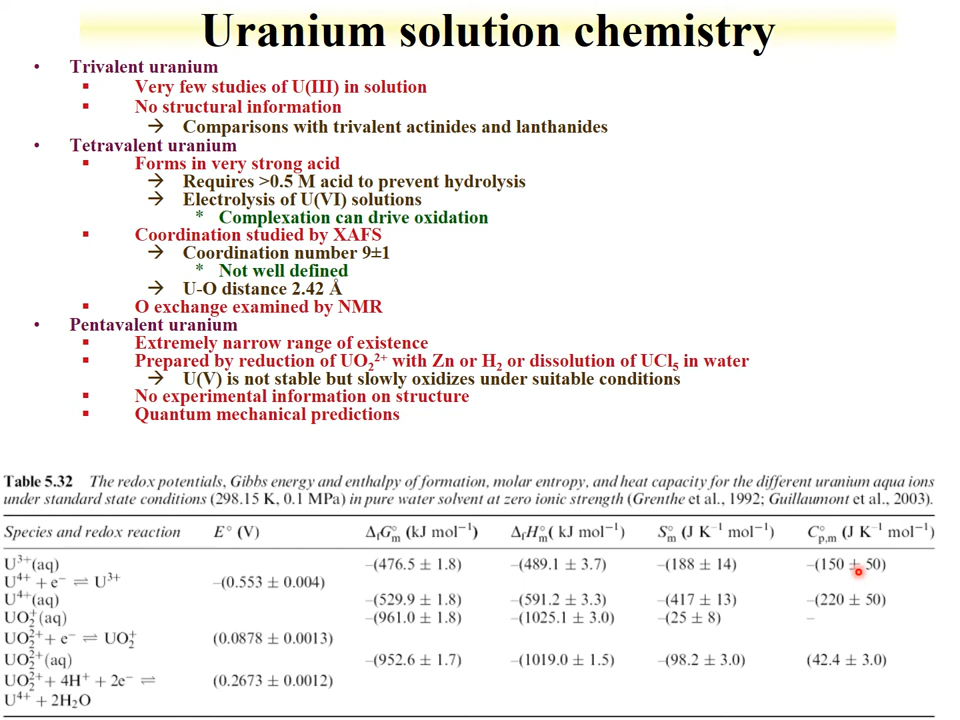 Uranium solution chemistry
• Trivalent uranium
▪ Very few studies of U(III) in solution
▪ No structural information
→ Comparisons with trivalent actinides and lanthanides
• Tetravalent uranium
▪ Forms in very strong acid
→ Requires >0.5 M acid to prevent hydrolysis
→ Electrolysis of U(VI) solutions
* Complexation can drive oxidation
▪ Coordination studied by XAFS
→ Coordination number 9±1
* Not well defined
→ U-O distance 2.42 Å
▪ O exchange examined by NMR
• Pentavalent uranium
▪ Extremely narrow range of existence
▪ Prepared by reduction of UO₂²⁺ with Zn or H₂ or dissolution of UCl₅ in water
→ U(V) is not stable but slowly oxidizes under suitable conditions
▪ No experimental information on structure
▪ Quantum mechanical predictions
Table 5.32 The redox potentials, Gibbs energy and enthalpy of formation, molar entropy, and heat capacity for the different uranium aqua ions
under standard state conditions (298.15 K, 0.1 MPa) in pure water solvent at zero ionic strength (Grenthe et al., 1992; Guillaumont et al., 2003).
Species and redox reaction E° (V) ΔfG°m (kJ mol⁻¹) ΔfH°m( kJ mol⁻¹) S°m (J K⁻¹ mol⁻¹) C°p,m (J K⁻¹ mol⁻¹)
U³⁺(aq) –(476.5 ± 1.8) –(489.1 ± 3.7) –(188 ± 14) –(150 ± 50)
U⁴⁺ + e⁻ ⇌ U³⁺ –(0.553 ± 0.004)
U⁴⁺(aq) –(529.9 ± 1.8) –(591.2 ± 3.3) –(417 ± 13) –(220 ± 50)
UO₂⁺(aq) –(961.0 ± 1.8) –(1025.1 ± 3.0) –(25 ± 8) –
UO₂²⁺ + e⁻ ⇌ UO₂⁺ (0.0878 ± 0.0013)
UO₂²⁺(aq) –(952.6 ± 1.7) –(1019.0 ± 1.5) –(98.2 ± 3.0) (42.4 ± 3.0)
UO₂²⁺ + 4H⁺ + 2e⁻ ⇌ (0.2673 ± 0.0012)
U⁴⁺ + 2H₂O